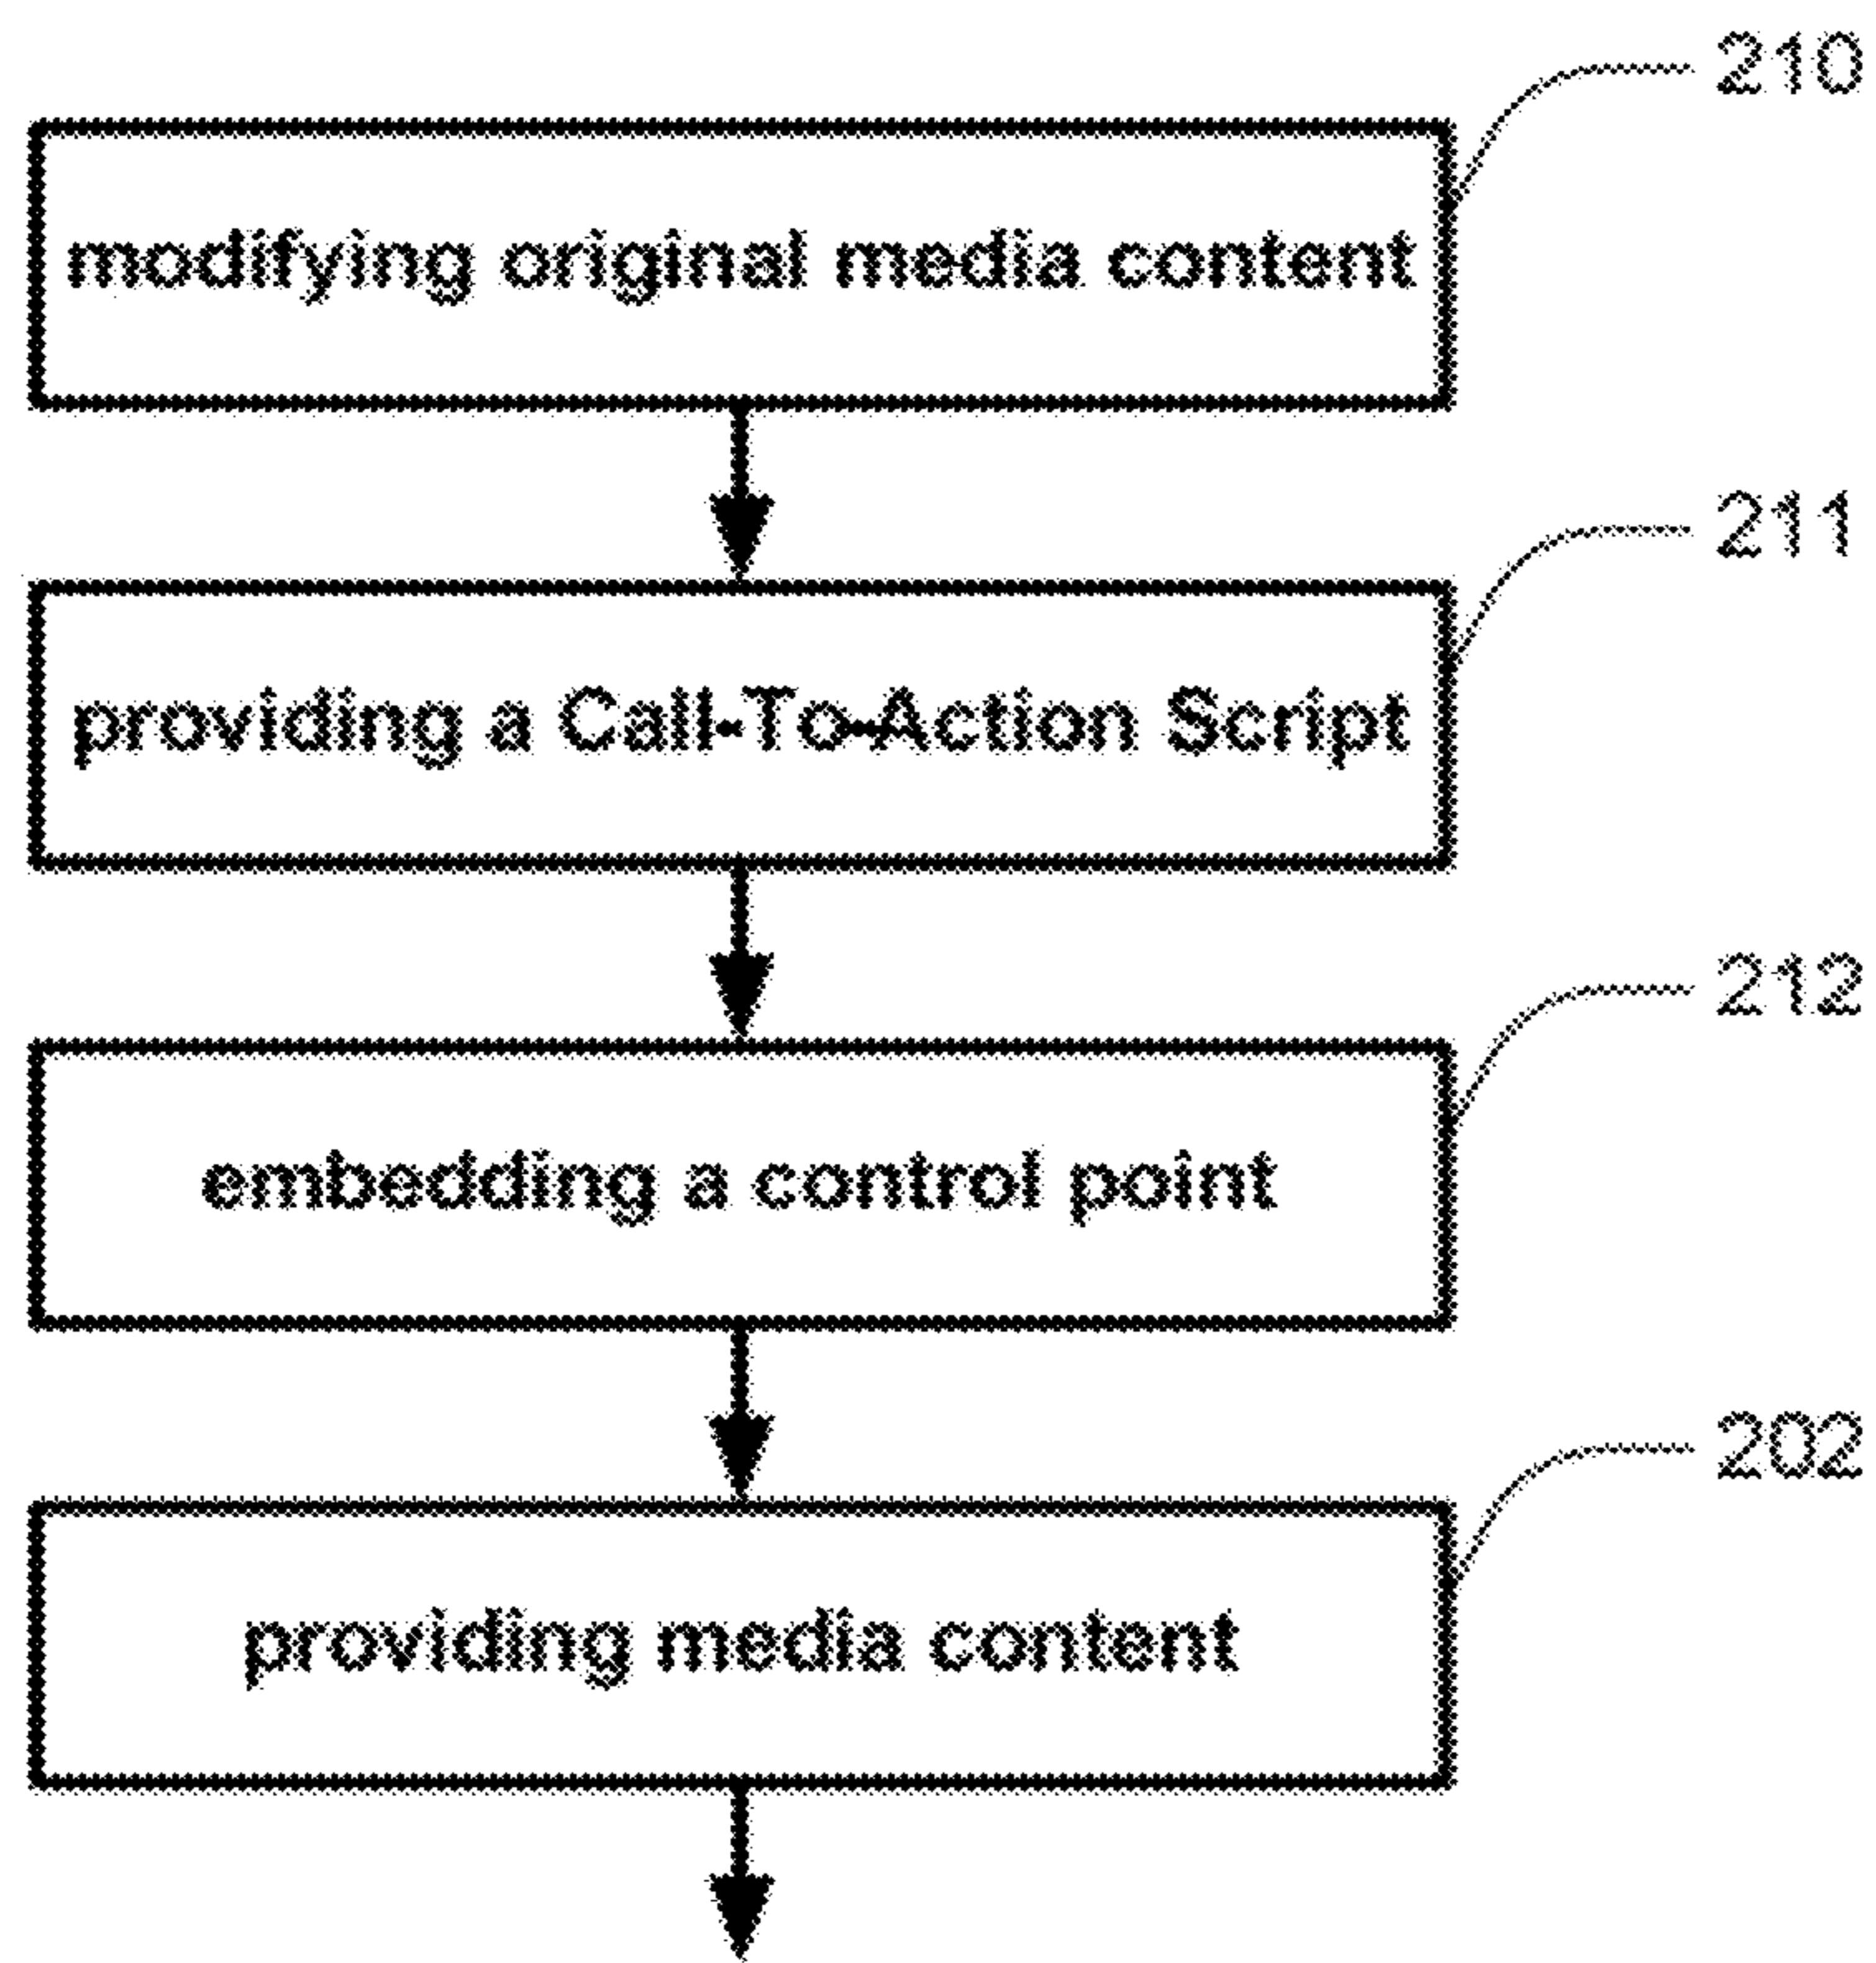 210
modifying original media content
211
providing a Call-To-Action Script
212
embedding a control point
202
providing media content